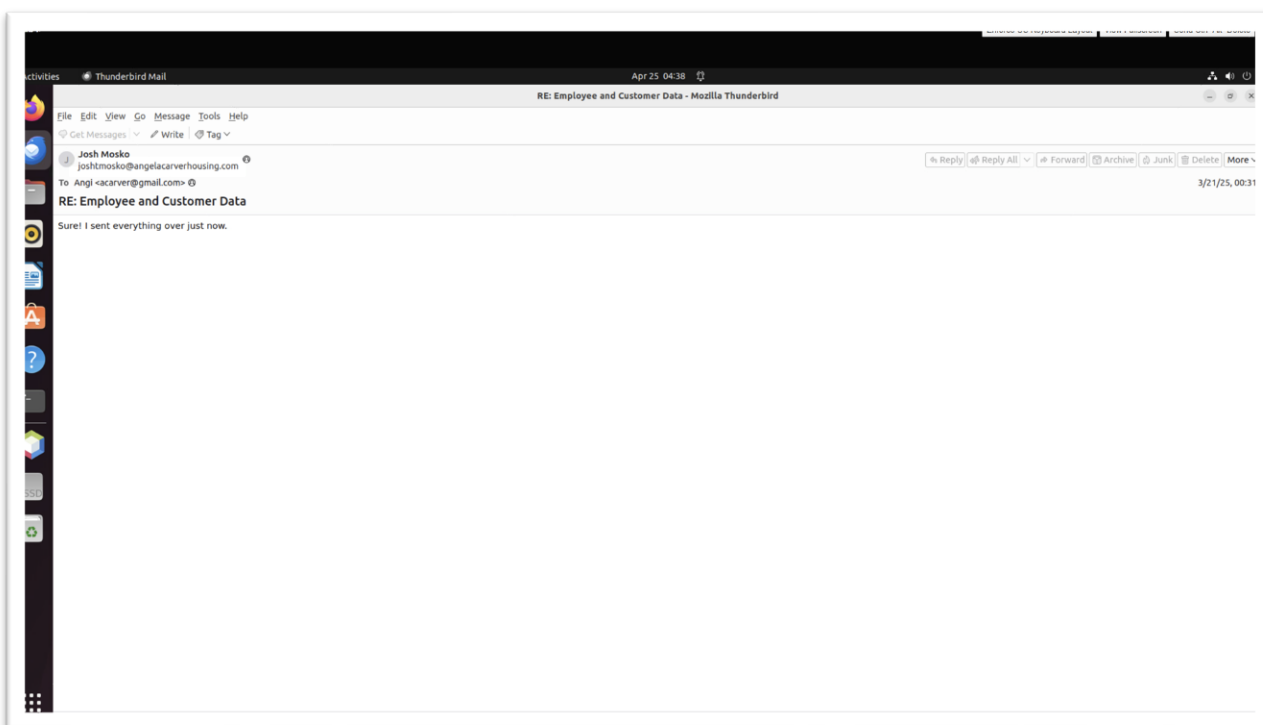 Activities Thunderbird Mail Apr 25 04:38
RE: Employee and Customer Data - Mozilla Thunderbird
File Edit View Go Message Tools Help
Get Messages Write Tag
J Josh Mosko
joshtmosko@angelacarverhousing.com
Reply Reply All Forward Archive Junk Delete More
To Angi <acarver@gmail.com>
3/21/25, 00:31
RE: Employee and Customer Data
Sure! I sent everything over just now.
SSD